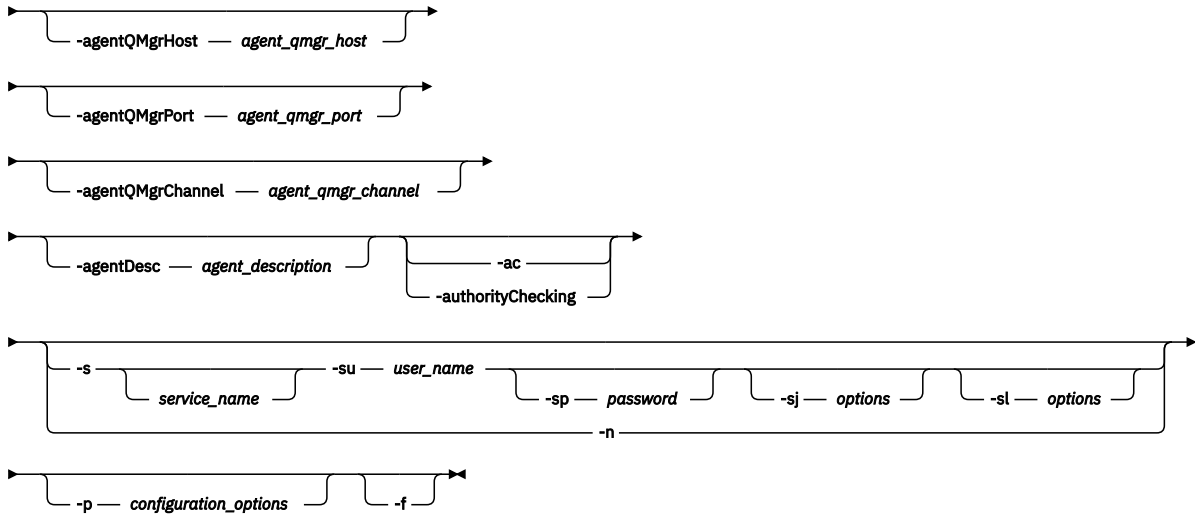 -agentQMgrHost agent_qmgr_host
-agentQMgrPort agent_qmgr_port
-agentQMgrChannel agent_qmgr_channel
-agentDesc agent_description -ac
-authorityChecking
-s service_name -su user_name -sp password -sj options -sl options
-n
-p configuration_options -f